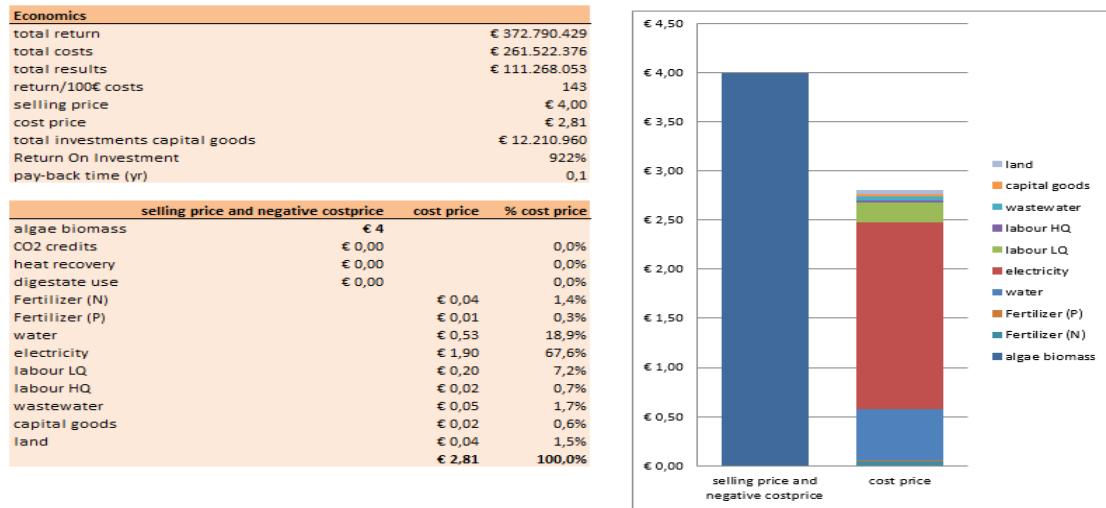 Economics
total return € 372.790.429
total costs € 261.522.376
total results € 111.268.053
return/100€ costs 143
selling price € 4,00
cost price € 2,81
total investments capital goods € 12.210.960
Return On Investment 922%
pay-back time (yr) 0,1
selling price and negative costprice cost price % cost price
algae biomass € 4
CO2 credits € 0,00 0,0%
heat recovery € 0,00 0,0%
digestate use € 0,00 0,0%
Fertilizer (N) € 0,04 1,4%
Fertilizer (P) € 0,01 0,3%
water € 0,53 18,9%
electricity € 1,90 67,6%
labour LQ € 0,20 7,2%
labour HQ € 0,02 0,7%
wastewater € 0,05 1,7%
capital goods € 0,02 0,6%
land € 0,04 1,5%
€ 2,81 100,0%
€ 4,50
€ 4,00
€ 3,50
€ 3,00
€ 2,50
€ 2,00
€ 1,50
€ 1,00
€ 0,50
€ 0,00
selling price and
negative costprice
cost price
land
capital goods
wastewater
labour HQ
labour LQ
electricity
water
Fertilizer (P)
Fertilizer (N)
algae biomass